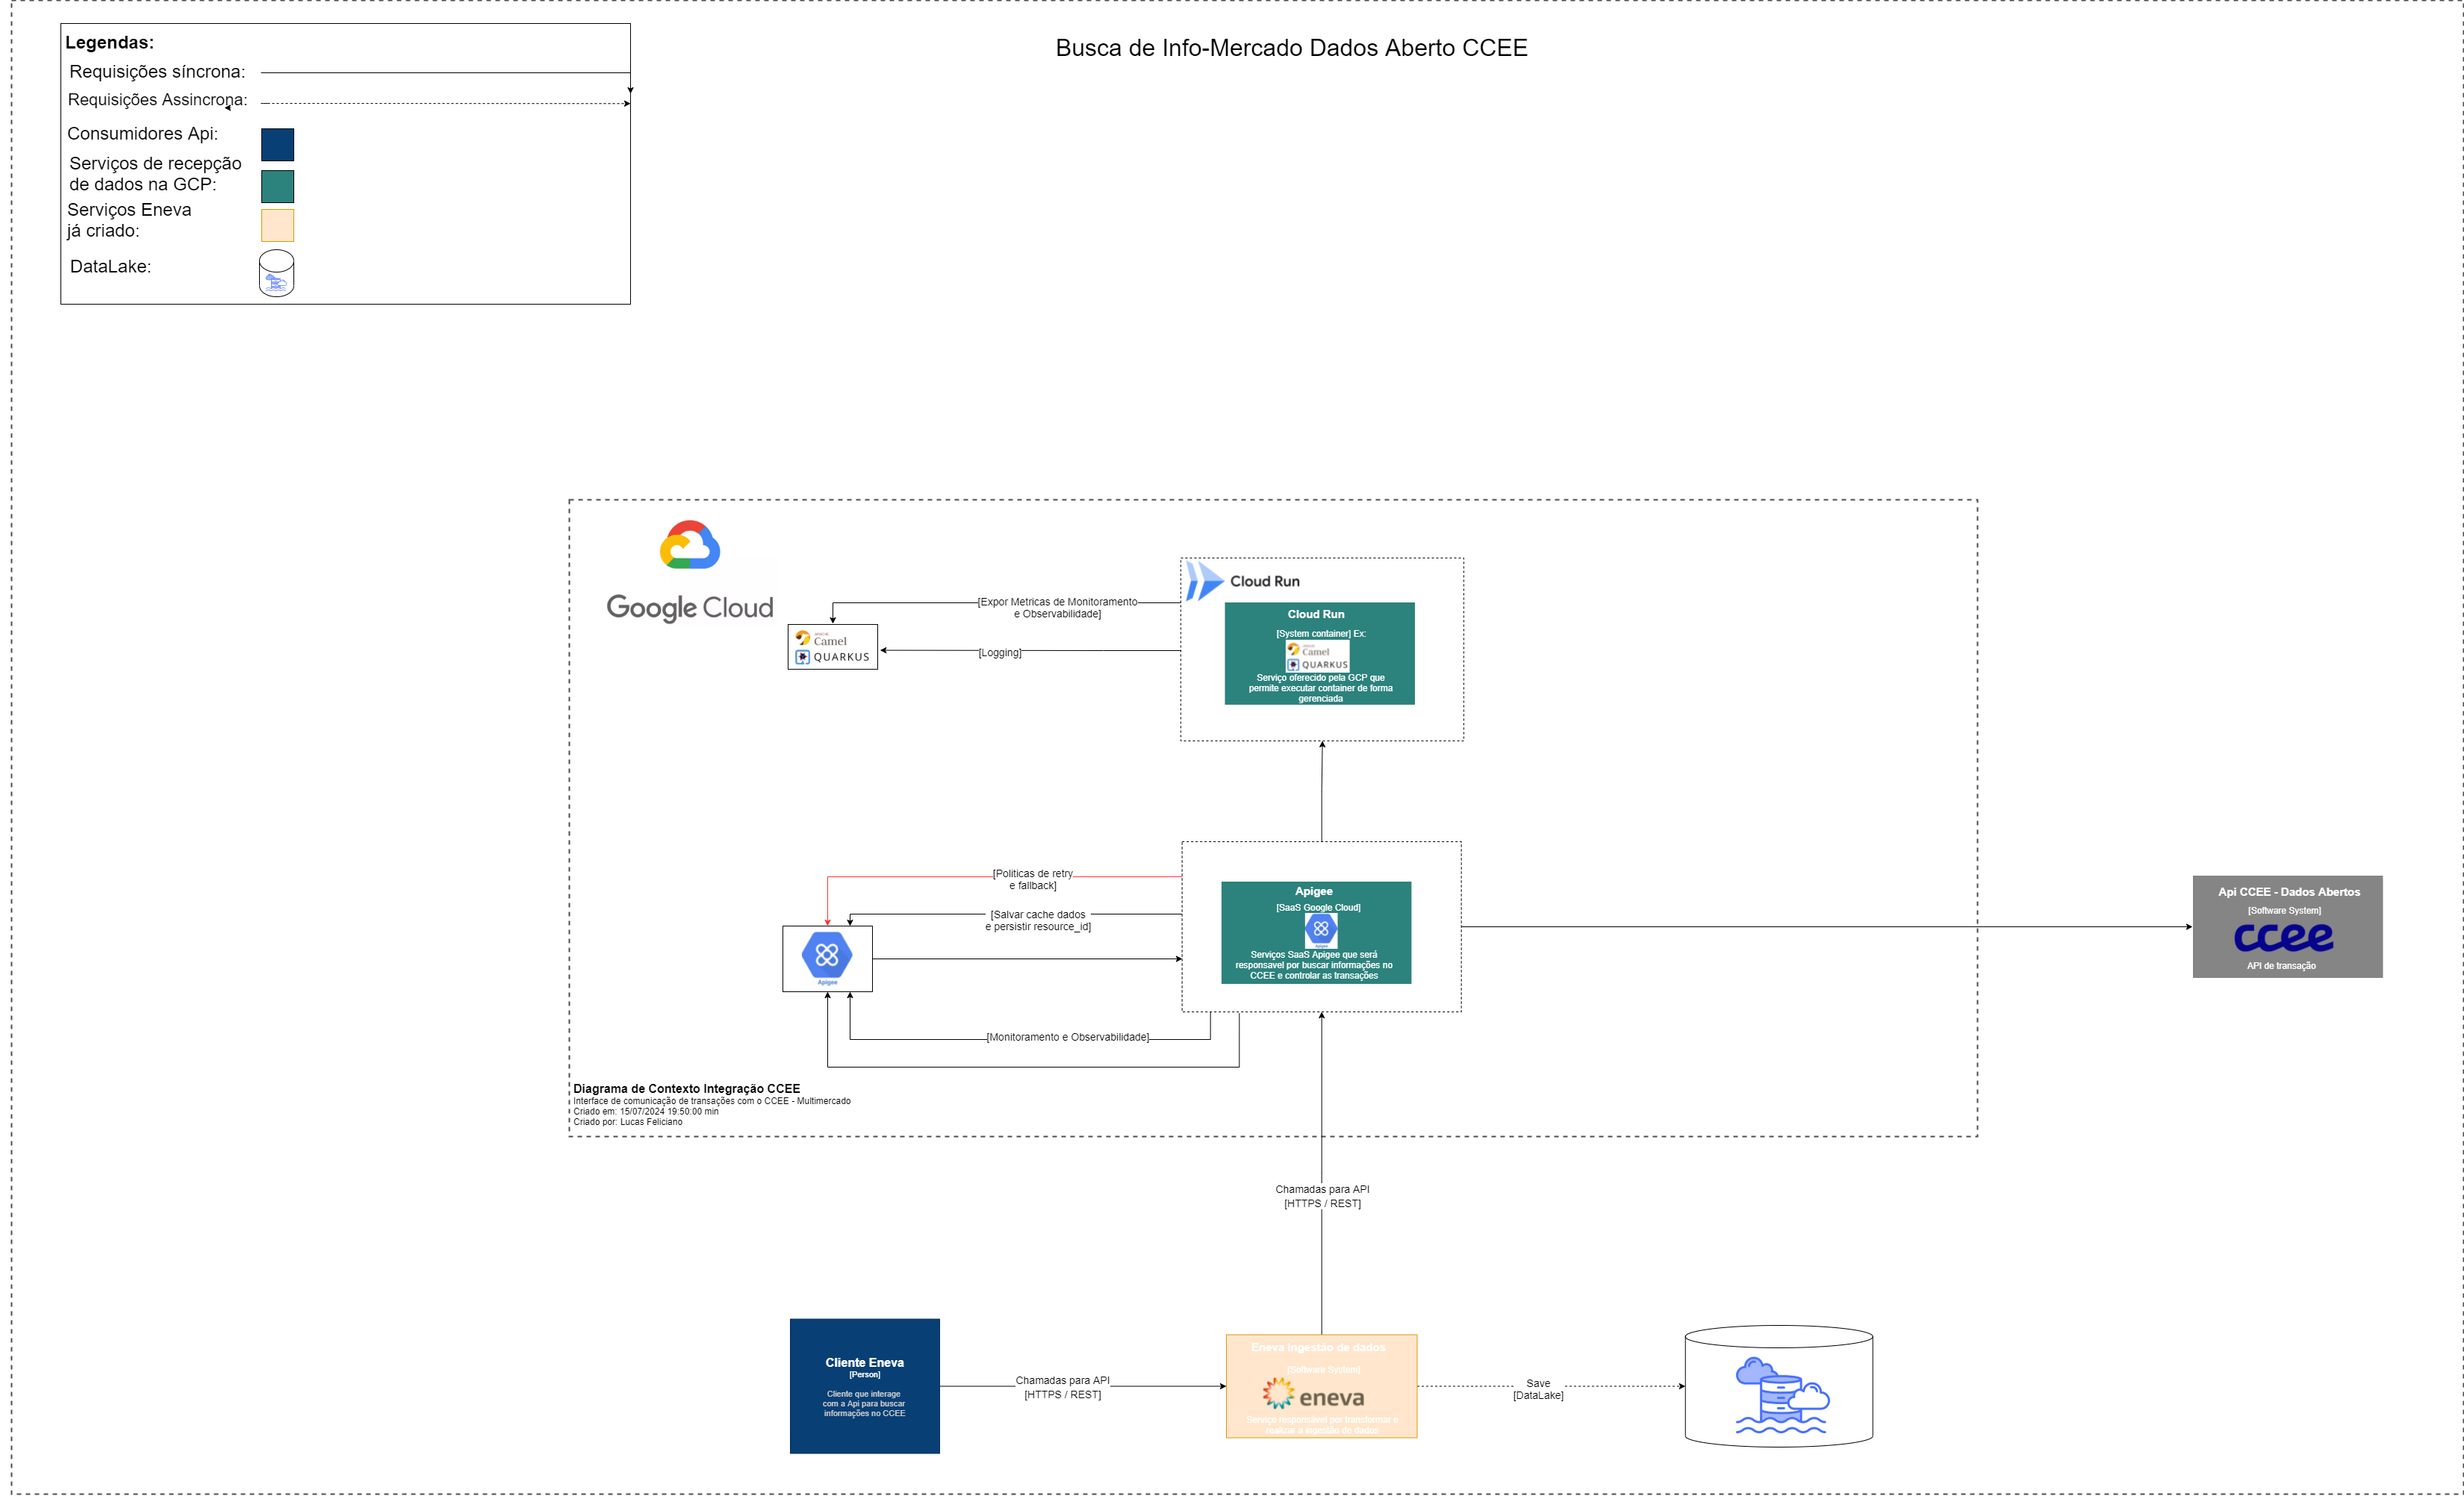 Busca de Info-Mercado Dados Aberto CCEE
Legendas:
Requisições síncrona:
Requisições Assincrona:
Consumidores Api:
Serviços de recepção
de dados na GCP:
Serviços Eneva
já criado:
DataLake:
Google Cloud
Cloud Run
Cloud Run
[System container] Ex:
APACHE
Camel
QUARKUS
Serviço oferecido pela GCP que
permite executar container de forma
gerenciada
[Expor Metricas de Monitoramento
e Observabilidade]
[Logging]
APACHE
Camel
QUARKUS
[Politicas de retry
e fallback]
[Salvar cache dados
e persistir resource_id]
Apigee
Apigee
[SaaS Google Cloud]
Apigee
Serviços SaaS Apigee que será
responsavel por buscar informações no
CCEE e controlar as transações
[Monitoramento e Observabilidade]
Api CCEE - Dados Abertos
[Software System]
ccee
API de transação
Diagrama de Contexto Integração CCEE
Interface de comunicação de transações com o CCEE - Multimercado
Criado em: 15/07/2024 19:50:00 min
Criado por: Lucas Feliciano
Chamadas para API
[HTTPS / REST]
Cliente Eneva
[Person]
Cliente que interage
com a Api para buscar
informações no CCEE
Chamadas para API
[HTTPS / REST]
Eneva Ingestão de dados
[Software System]
eneva
Serviço responsável por transformar e
realizar a ingestão de dados
Save
[DataLake]